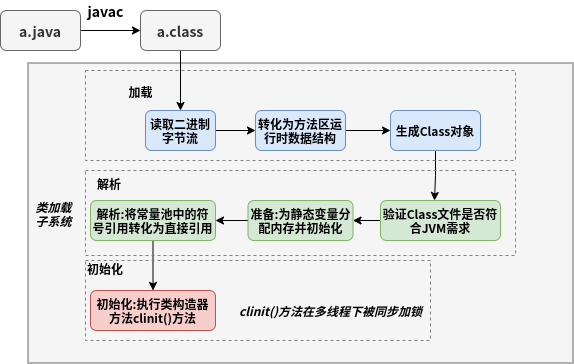 javac
a.java
a.class
加载
读取二进制
字节流
转化为方法区运
行时数据结构
生成Class对象
解析
类加载
子系统
解析:将常量池中的符
号引用转化为直接引用
准备:为静态变量分
配内存并初始化
验证Class文件是否符
合JVM需求
初始化
初始化:执行类构造器
方法clinit()方法
clinit()方法在多线程下被同步加锁